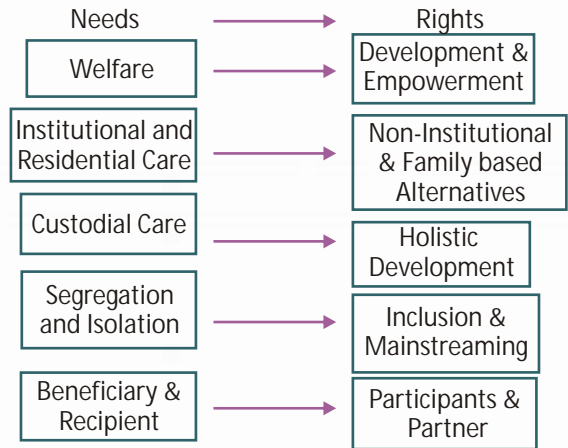 Needs
Rights
Welfare
Development &
Empowerment
Institutional and
Residential Care
Non-Institutional
& Family based
Alternatives
Custodial Care
Holistic
Development
Segregation
and Isolation
Inclusion &
Mainstreaming
Beneficiary &
Recipient
Participants &
Partner